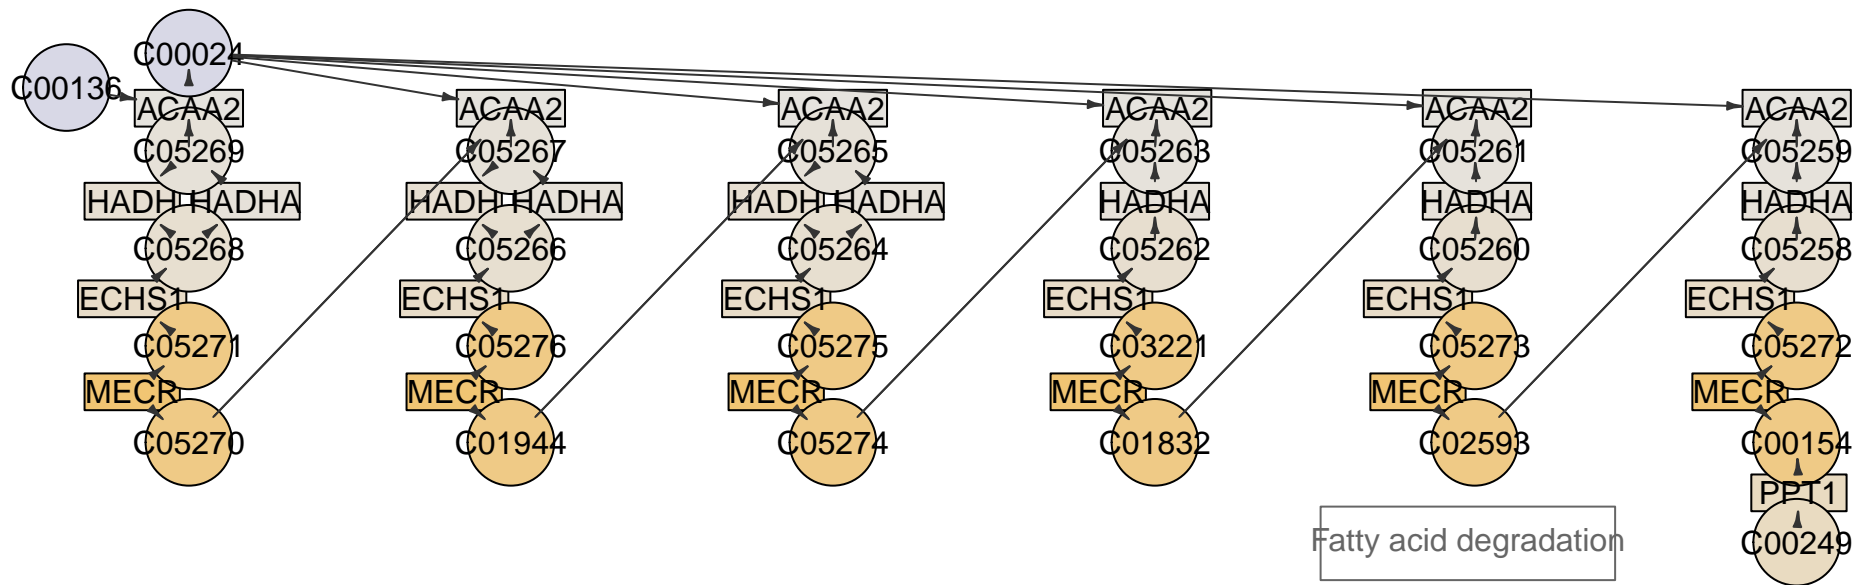 C00024
C00136
ACAA2 ACAA2 ACAA2 ACAA2 ACAA2 ACAA2
C05269 C05267 C05265 C05263 C05261 C05259
HADH HADHA HADH HADHA HADH HADHA HADHA HADHA HADHA
C05268 C05266 C05264 C05262 C05260 C05258
ECHS1 ECHS1 ECHS1 ECHS1 ECHS1 ECHS1
C05271 C05276 C05275 C03221 C05273 C05272
MECR MECR MECR MECR MECR MECR
C05270 C01944 C05274 C01832 C02593 C00154
PPT1
Fatty acid degradation C00249